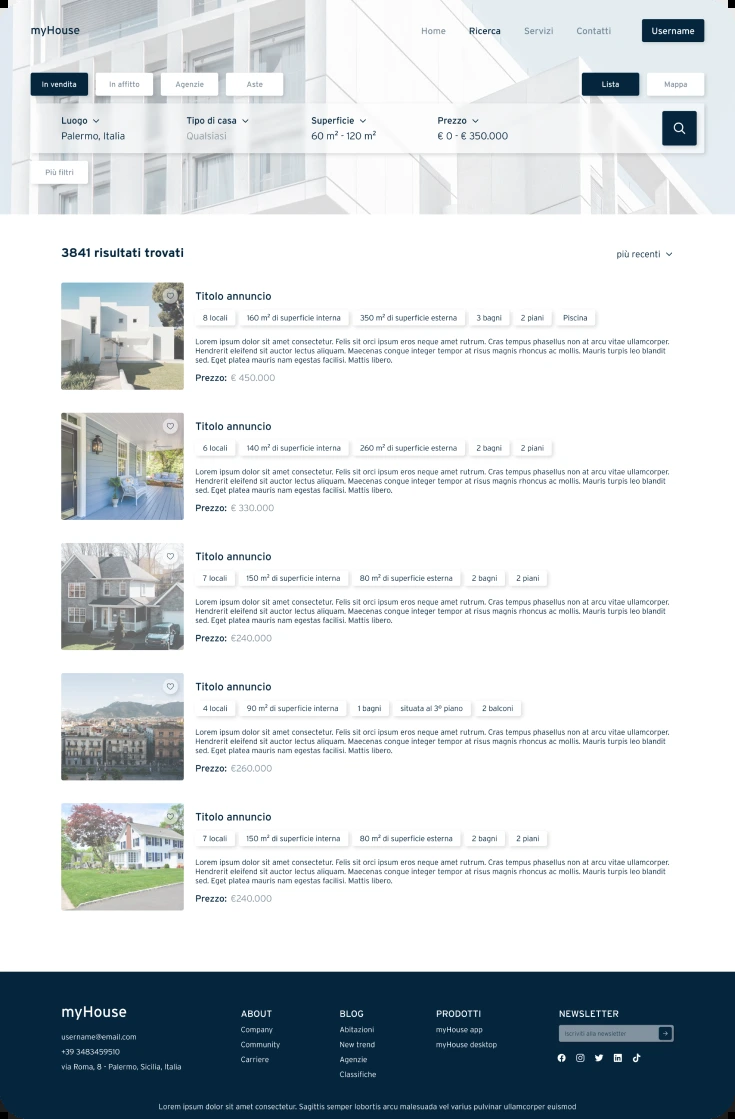 myHouse
Home Ricerca Servizi Contatti Username
In vendita In affitto Agenzie Aste Lista Mappa
Luogo Tipo di casa Superficie Prezzo
Palermo, Italia Qualsiasi 60 m² - 120 m² € 0 - € 350.000
Più filtri
3841 risultati trovati
più recenti
Titolo annuncio
8 locali 160 m² di superficie interna 350 m² di superficie esterna 3 bagni 2 piani Piscina
Lorem ipsum dolor sit amet consectetur. Felis sit orci ipsum eros neque amet rutrum. Cras tempus phasellus non at arcu vitae ullamcorper.
Hendrerit eleifend sit auctor lectus aliquam. Maecenas congue integer tempor at risus magnis rhoncus ac mollis. Mauris turpis leo blandit
sed. Eget platea mauris nam egestas facilisi. Mattis libero.
Prezzo: € 450.000
Titolo annuncio
6 locali 140 m² di superficie interna 260 m² di superficie esterna 2 bagni 2 piani
Lorem ipsum dolor sit amet consectetur. Felis sit orci ipsum eros neque amet rutrum. Cras tempus phasellus non at arcu vitae ullamcorper.
Hendrerit eleifend sit auctor lectus aliquam. Maecenas congue integer tempor at risus magnis rhoncus ac mollis. Mauris turpis leo blandit
sed. Eget platea mauris nam egestas facilisi. Mattis libero.
Prezzo: € 330.000
Titolo annuncio
7 locali 150 m² di superficie interna 80 m² di superficie esterna 2 bagni 2 piani
Lorem ipsum dolor sit amet consectetur. Felis sit orci ipsum eros neque amet rutrum. Cras tempus phasellus non at arcu vitae ullamcorper.
Hendrerit eleifend sit auctor lectus aliquam. Maecenas congue integer tempor at risus magnis rhoncus ac mollis. Mauris turpis leo blandit
sed. Eget platea mauris nam egestas facilisi. Mattis libero.
Prezzo: €240.000
Titolo annuncio
4 locali 90 m² di superficie interna 1 bagni situata al 3° piano 2 balconi
Lorem ipsum dolor sit amet consectetur. Felis sit orci ipsum eros neque amet rutrum. Cras tempus phasellus non at arcu vitae ullamcorper.
Hendrerit eleifend sit auctor lectus aliquam. Maecenas congue integer tempor at risus magnis rhoncus ac mollis. Mauris turpis leo blandit
sed. Eget platea mauris nam egestas facilisi. Mattis libero.
Prezzo: €260.000
Titolo annuncio
7 locali 150 m² di superficie interna 80 m² di superficie esterna 2 bagni 2 piani
Lorem ipsum dolor sit amet consectetur. Felis sit orci ipsum eros neque amet rutrum. Cras tempus phasellus non at arcu vitae ullamcorper.
Hendrerit eleifend sit auctor lectus aliquam. Maecenas congue integer tempor at risus magnis rhoncus ac mollis. Mauris turpis leo blandit
sed. Eget platea mauris nam egestas facilisi. Mattis libero.
Prezzo: €240.000
myHouse
username@email.com
+39 3483459510
via Roma, 8 - Palermo, Sicilia, Italia
ABOUT
Company
Community
Carriere
BLOG
Abitazioni
New trend
Agenzie
Classifiche
PRODOTTI
myHouse app
myHouse desktop
NEWSLETTER
Iscriviti alla newsletter
Lorem ipsum dolor sit amet consectetur. Sagittis semper lobortis arcu malesuada vel varius pulvinar ullamcorper euismod